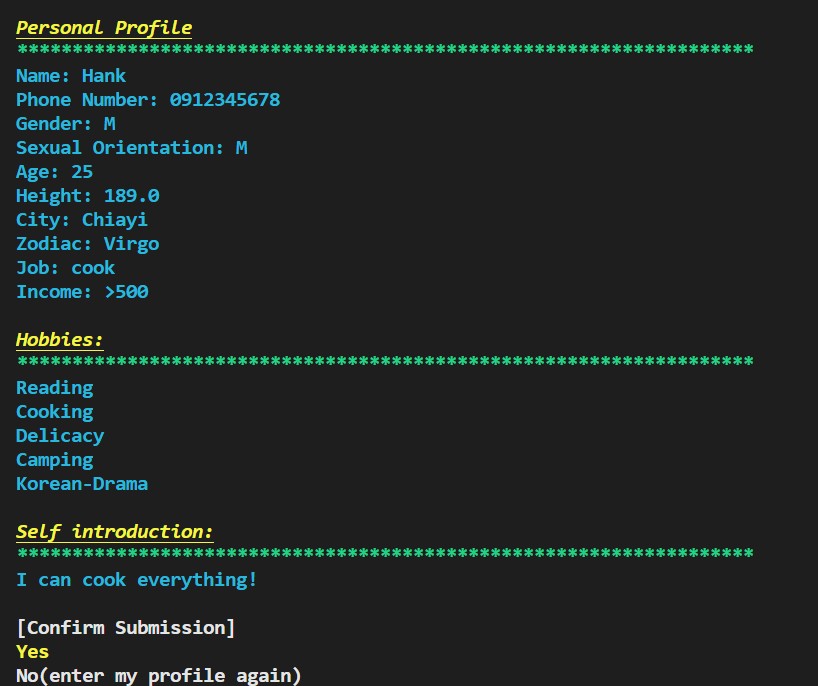 Personal Profile
*******************************************************************
Name: Hank
Phone Number: 0912345678
Gender: M
Sexual Orientation: M
Age: 25
Height: 189.0
City: Chiayi
Zodiac: Virgo
Job: cook
Income: >500
Hobbies:
*******************************************************************
Reading
Cooking
Delicacy
Camping
Korean-Drama
Self introduction:
*******************************************************************
I can cook everything!
[Confirm Submission]
Yes
No(enter my profile again)